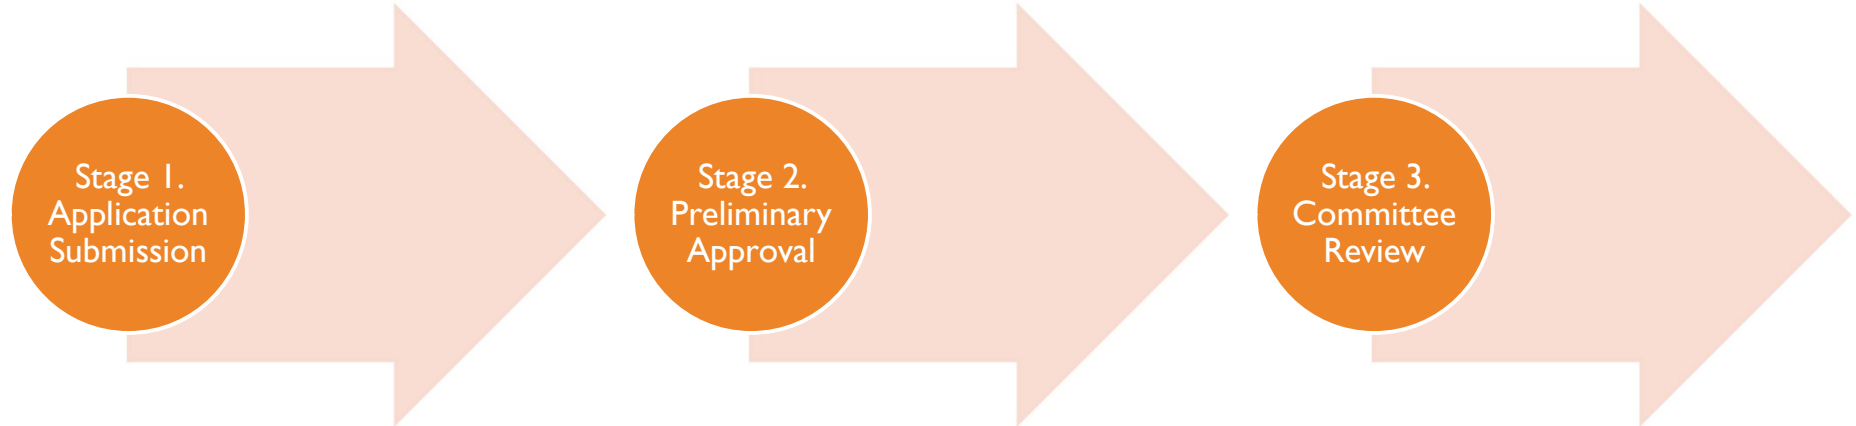 Stage 1.
Application
Submission
Stage 2.
Preliminary
Approval
Stage 3.
Committee
Review